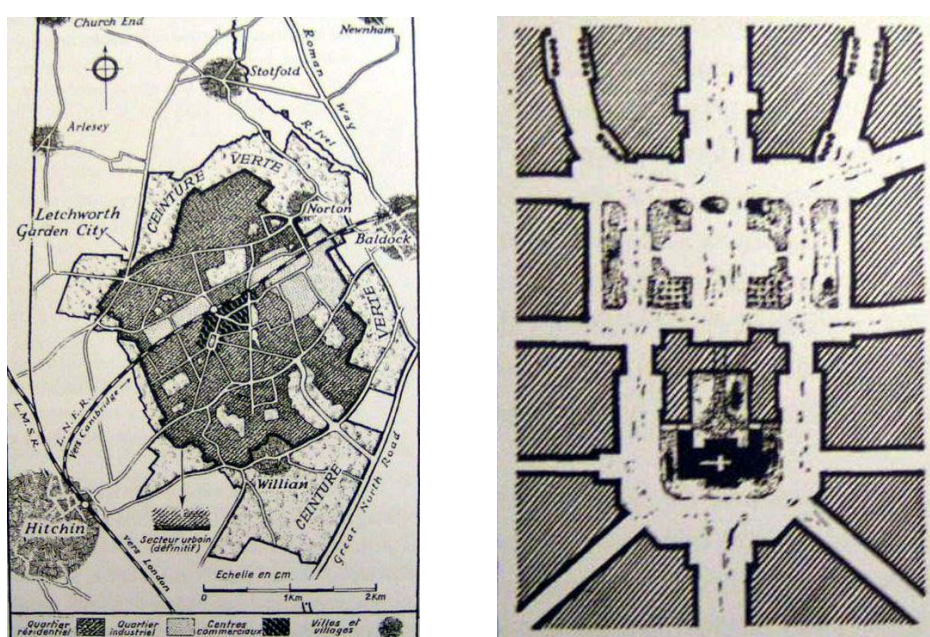 Church End
Newnham
ROMAN
WAY
Stotfold
R. Ivel
Arlesey
CEINTURE
VERTE
Letchworth
Garden City
Norton
Baldock
VERTE
L.M.S.R.
L.N.E.R.
vers Cambridge
Willian
CEINTURE
Great North Road
Hitchin
Secteur urbain
(définitif)
vers London
Echelle en cm
0 1Km 2Km
Quartier résidentiel
Quartier industriel
Centres commerciaux
Villes et villages